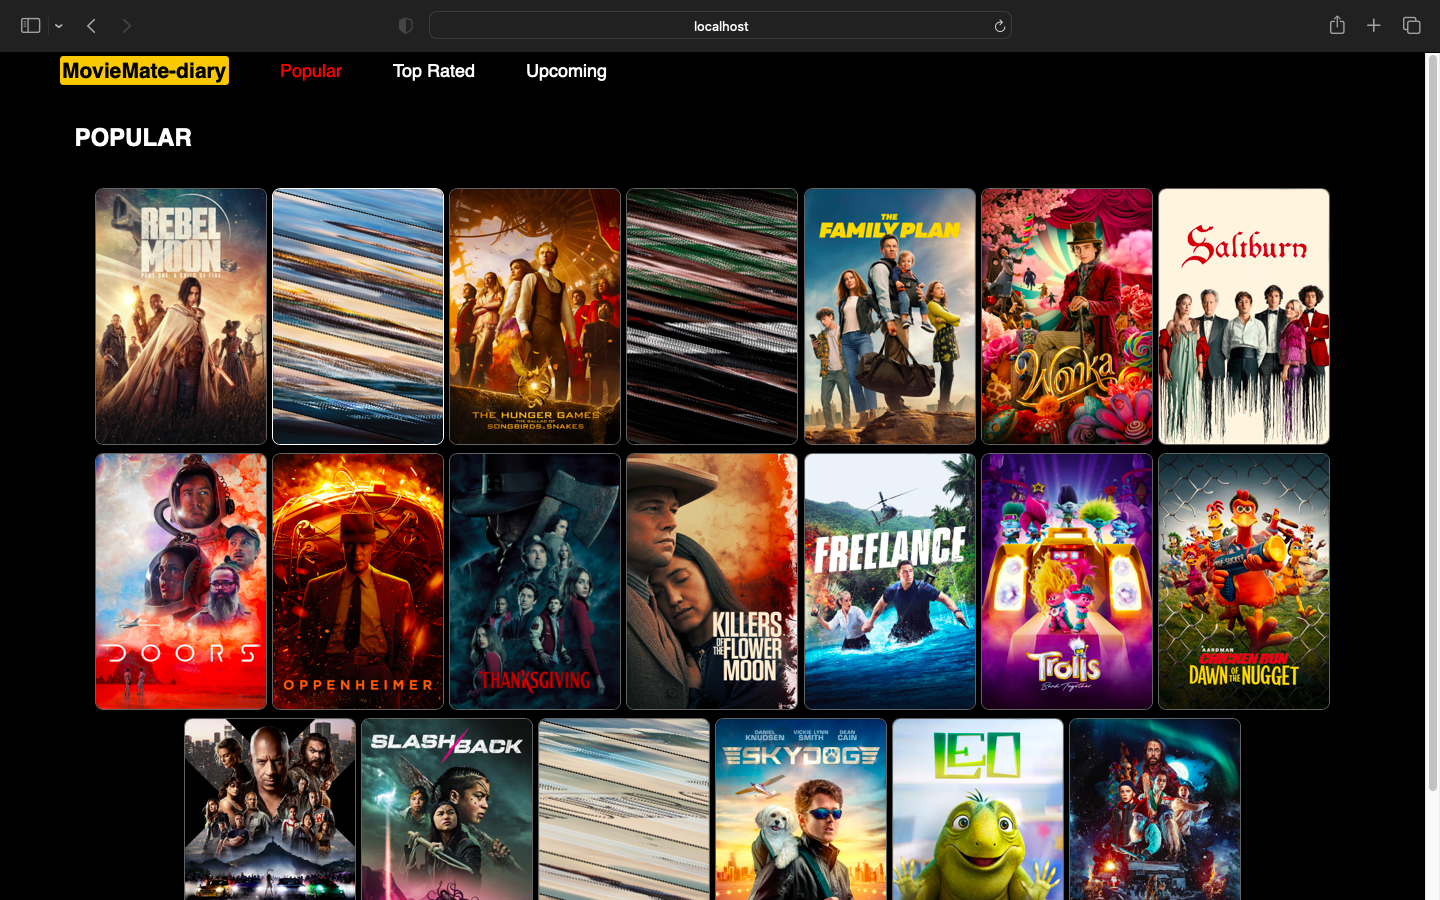 localhost
MovieMate-diary Popular Top Rated Upcoming
POPULAR
REBEL
MOON
PART ONE: A CHILD OF FIRE
THE HUNGER GAMES
THE BALLAD OF
SONGBIRDS & SNAKES
THE
FAMILY PLAN
Wonka
Saltburn
DOORS
OPPENHEIMER
THANKSGIVING
KILLERS
OF THE FLOWER
MOON
FREELANCE
Trolls
Band Together
AARDMAN
CHICKEN RUN
DAWN OF THE NUGGET
SLASH/BACK
DANIEL KNUDSEN VICKIE LYNN SMITH DEAN CAIN
SKYDOG
LEO